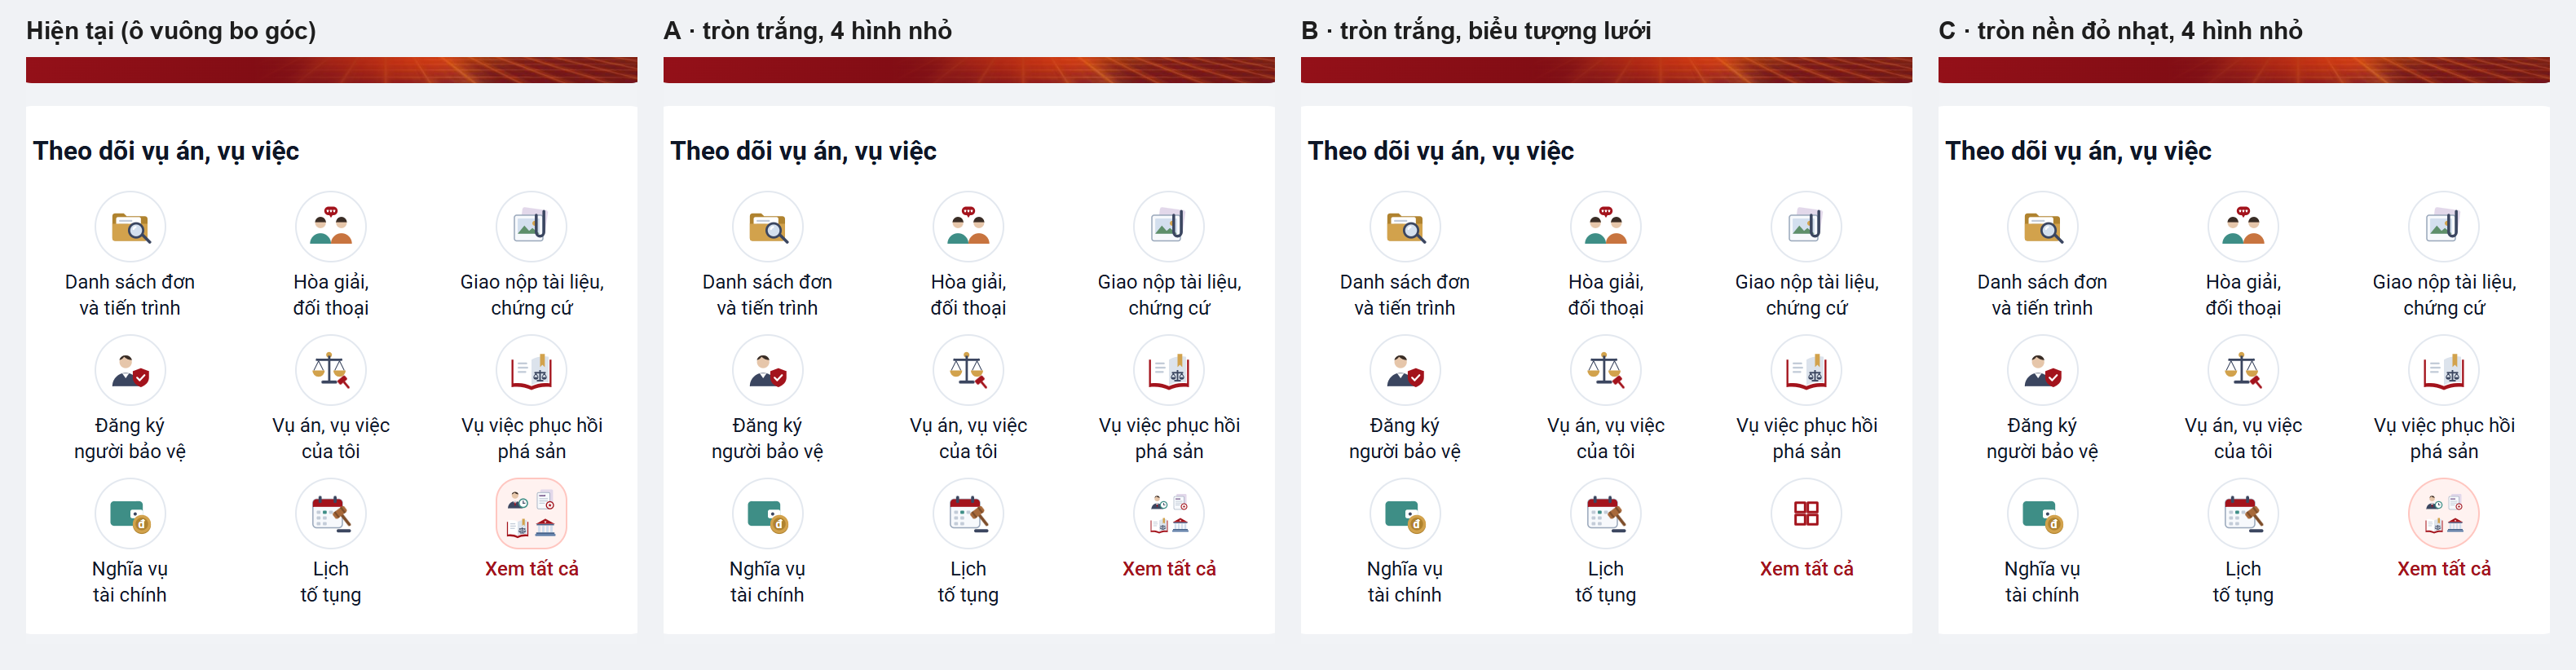 Hiện tại (ô vuông bo góc)
Theo dõi vụ án, vụ việc
Danh sách đơn
và tiến trình
Hòa giải,
đối thoại
Giao nộp tài liệu,
chứng cứ
Đăng ký
người bảo vệ
Vụ án, vụ việc
của tôi
Vụ việc phục hồi
phá sản
Nghĩa vụ
tài chính
Lịch
tố tụng
Xem tất cả
A · tròn trắng, 4 hình nhỏ
Theo dõi vụ án, vụ việc
Danh sách đơn
và tiến trình
Hòa giải,
đối thoại
Giao nộp tài liệu,
chứng cứ
Đăng ký
người bảo vệ
Vụ án, vụ việc
của tôi
Vụ việc phục hồi
phá sản
Nghĩa vụ
tài chính
Lịch
tố tụng
Xem tất cả
B · tròn trắng, biểu tượng lưới
Theo dõi vụ án, vụ việc
Danh sách đơn
và tiến trình
Hòa giải,
đối thoại
Giao nộp tài liệu,
chứng cứ
Đăng ký
người bảo vệ
Vụ án, vụ việc
của tôi
Vụ việc phục hồi
phá sản
Nghĩa vụ
tài chính
Lịch
tố tụng
Xem tất cả
C · tròn nền đỏ nhạt, 4 hình nhỏ
Theo dõi vụ án, vụ việc
Danh sách đơn
và tiến trình
Hòa giải,
đối thoại
Giao nộp tài liệu,
chứng cứ
Đăng ký
người bảo vệ
Vụ án, vụ việc
của tôi
Vụ việc phục hồi
phá sản
Nghĩa vụ
tài chính
Lịch
tố tụng
Xem tất cả